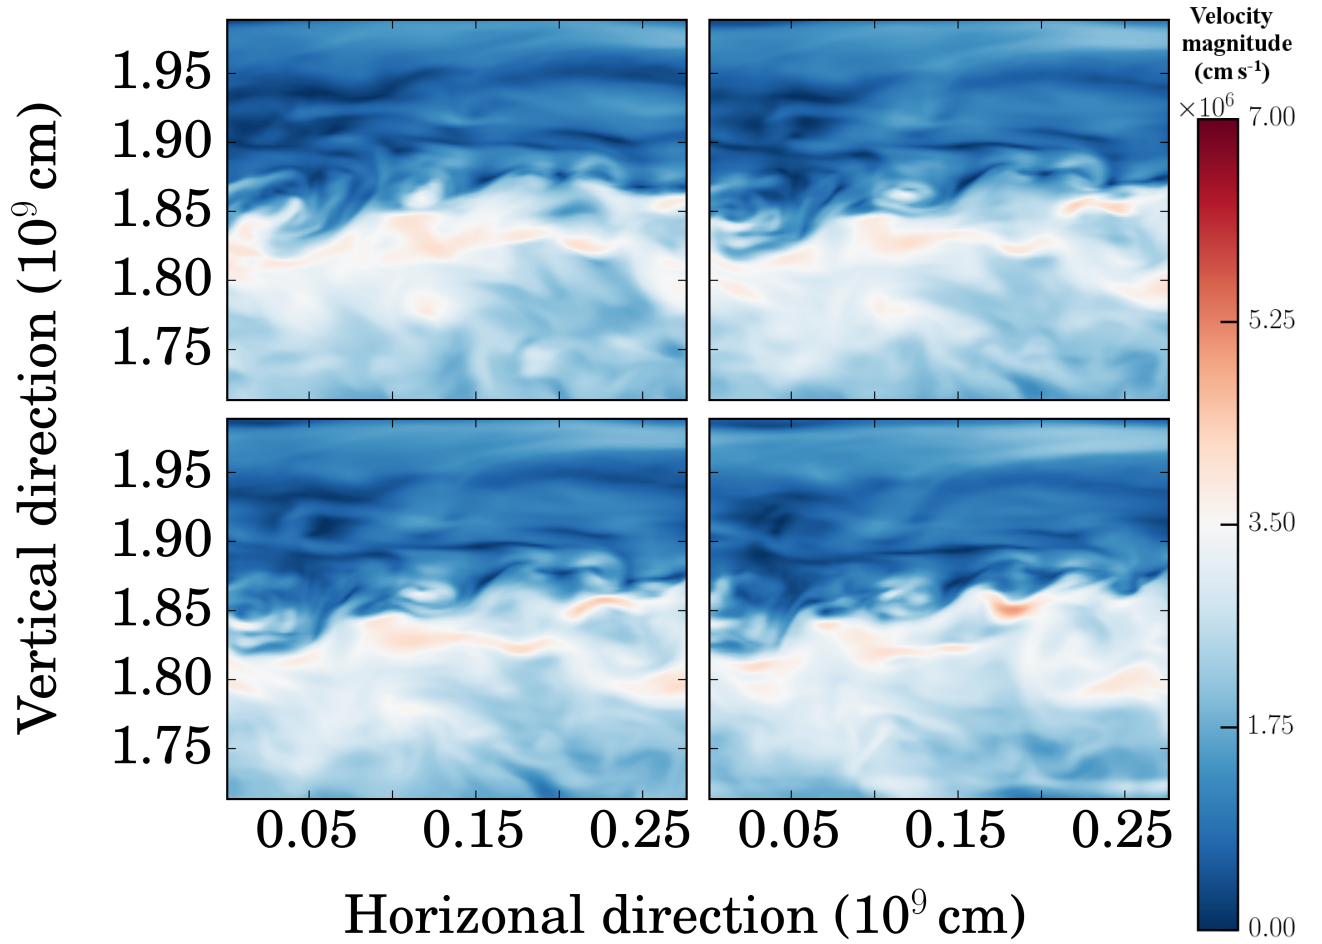 Velocity
magnitude
(cm s⁻¹)
×10⁶
7.00
5.25
3.50
1.75
0.00
Vertical direction (10⁹ cm)
1.95
1.90
1.85
1.80
1.75
1.95
1.90
1.85
1.80
1.75
0.05 0.15 0.25 0.05 0.15 0.25
Horizonal direction (10⁹ cm)